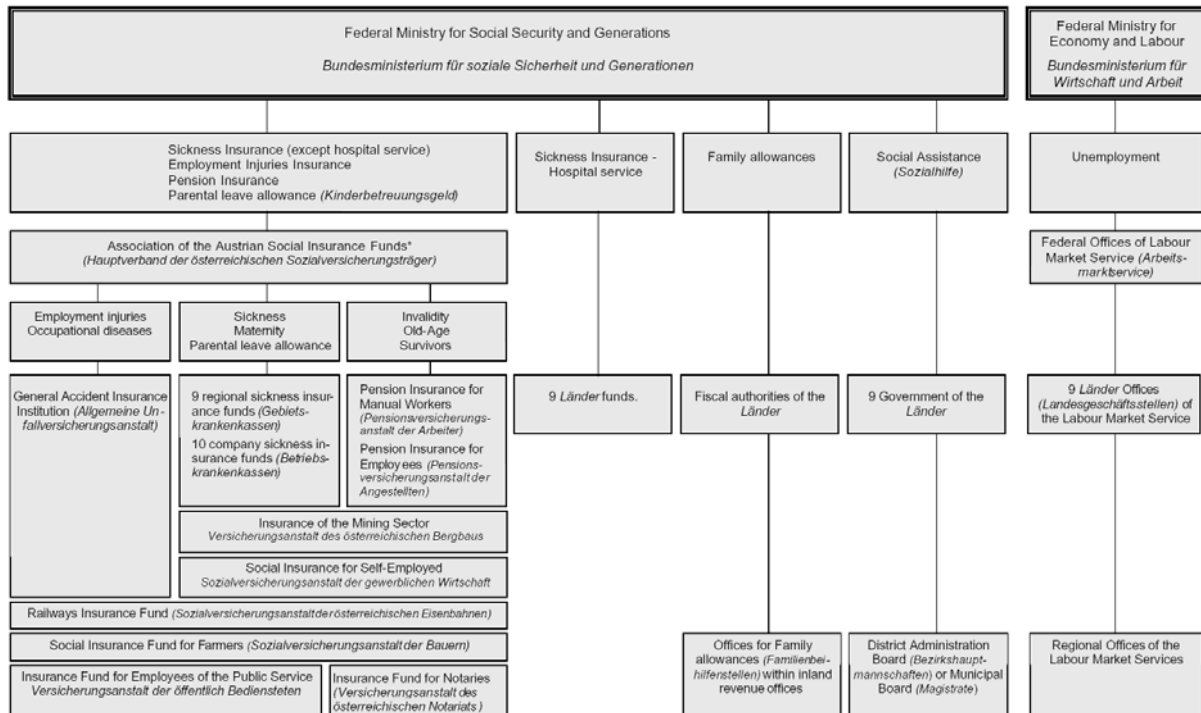 Federal Ministry for Social Security and Generations
Bundesministerium für soziale Sicherheit und Generationen
Federal Ministry for
Economy and Labour
Bundesministerium für
Wirtschaft und Arbeit
Sickness Insurance (except hospital service)
Employment Injuries Insurance
Pension Insurance
Parental leave allowance (Kinderbetreuungsgeld)
Sickness Insurance -
Hospital service
Family allowances
Social Assistance
(Sozialhilfe)
Unemployment
Association of the Austrian Social Insurance Funds*
(Hauptverband der österreichischen Sozialversicherungsträger)
Federal Offices of Labour
Market Service (Arbeits-
marktservice)
Employment injuries
Occupational diseases
Sickness
Maternity
Parental leave allowance
Invalidity
Old-Age
Survivors
General Accident Insurance
Institution (Allgemeine Un-
fallversicherungsanstalt)
9 regional sickness insur-
ance funds (Gebiets-
krankenkassen)
10 company sickness in-
surance funds (Betriebs-
krankenkassen)
Pension Insurance for
Manual Workers
(Pensionsversicherungs-
anstalt der Arbeiter)
Pension Insurance for
Employees (Pensions-
versicherungsanstalt der
Angestellten)
9 Länder funds.
Fiscal authorities of the
Länder
9 Government of the
Länder
9 Länder Offices
(Landesgeschäftsstellen) of
the Labour Market Service
Insurance of the Mining Sector
Versicherungsanstalt des österreichischen Bergbaus
Social Insurance for Self-Employed
Sozialversicherungsanstalt der gewerblichen Wirtschaft
Railways Insurance Fund (Sozialversicherungsanstalt der österreichischen Eisenbahnen)
Social Insurance Fund for Farmers (Sozialversicherungsanstalt der Bauern)
Insurance Fund for Employees of the Public Service
Versicherungsanstalt der öffentlich Bediensteten
Insurance Fund for Notaries
(Versicherungsanstalt des
österreichischen Notariats)
Offices for Family
allowances (Familienbei-
hilfenstellen) within inland
revenue offices
District Administration
Board (Bezirkshaupt-
mannschaften) or Municipal
Board (Magistrate)
Regional Offices of the
Labour Market Services